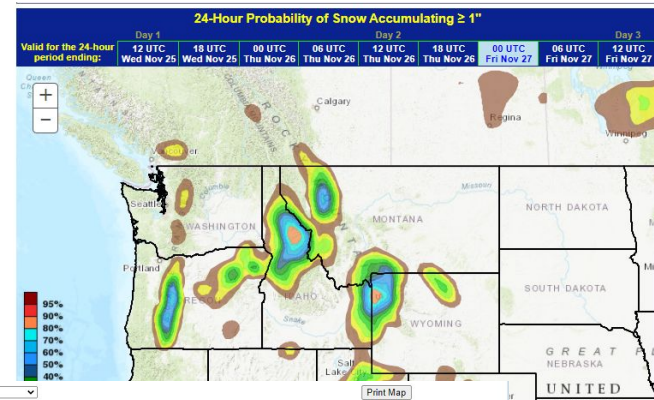 24-Hour Probability of Snow Accumulating ≥ 1"
Day 1 Day 2 Day 3
Valid for the 24-hour period ending:
12 UTC Wed Nov 25
18 UTC Wed Nov 25
00 UTC Thu Nov 26
06 UTC Thu Nov 26
12 UTC Thu Nov 26
18 UTC Thu Nov 26
00 UTC Fri Nov 27
06 UTC Fri Nov 27
12 UTC Fri Nov 27
Queen
+
−
Calgary
Regina
Winnipeg
Columbia
Seattle
WASHINGTON
MONTANA
Missouri
NORTH DAKOTA
Portland
IDAHO
Snake
WYOMING
SOUTH DAKOTA
GREAT
NEBRASKA
UNITED
Salt
Lake
95%
90%
80%
70%
60%
50%
40%
Print Map